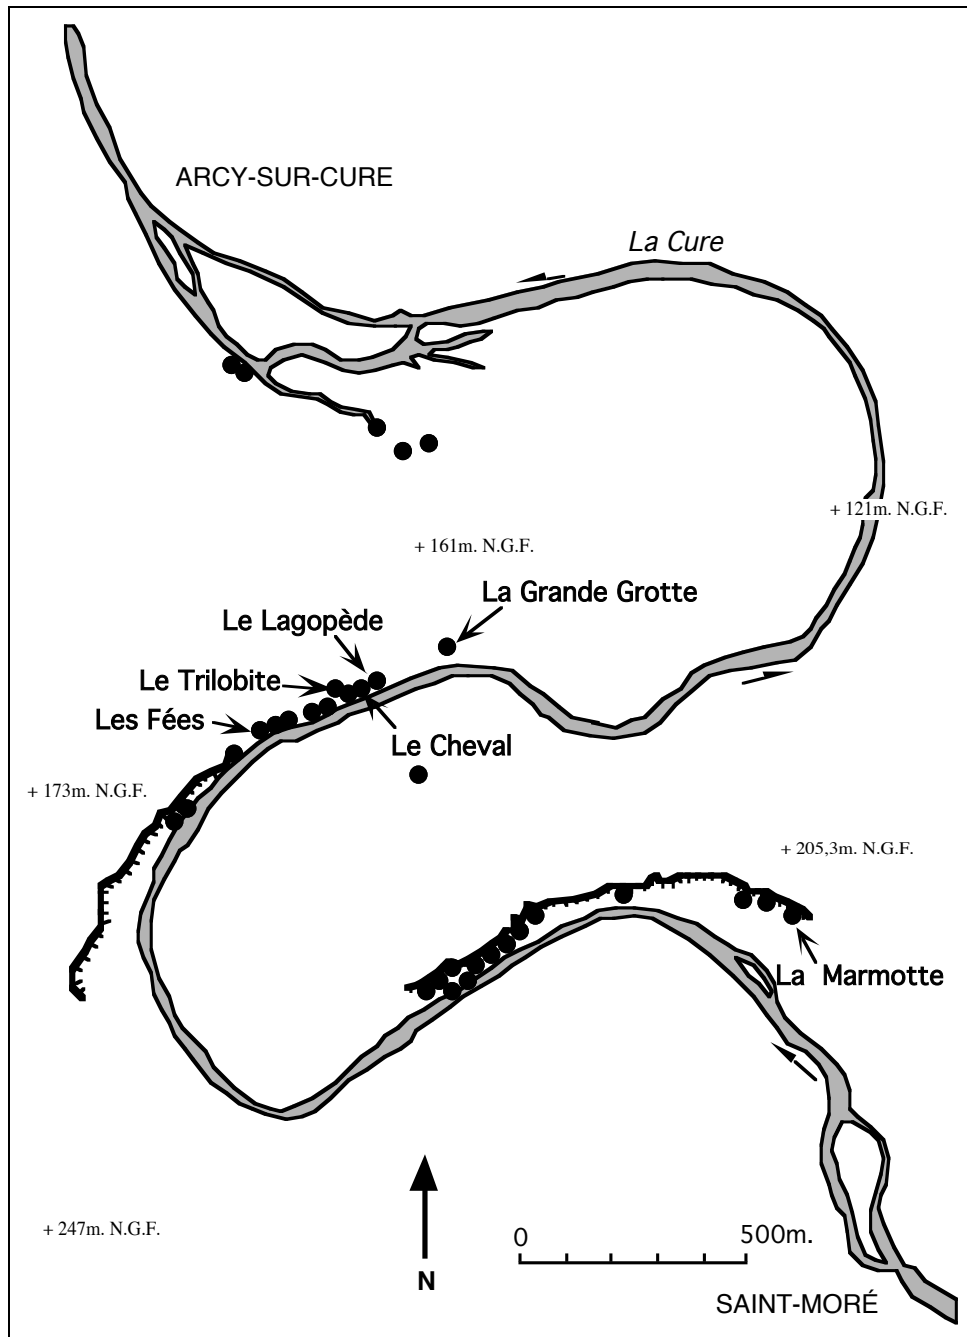 ARCY-SUR-CURE
La Cure
+ 121m. N.G.F.
+ 161m. N.G.F.
La Grande Grotte
Le Lagopède
Le Trilobite
Les Fées
Le Cheval
+ 173m. N.G.F.
+ 205,3m. N.G.F.
La Marmotte
+ 247m. N.G.F.
N
0 500m.
SAINT-MORÉ